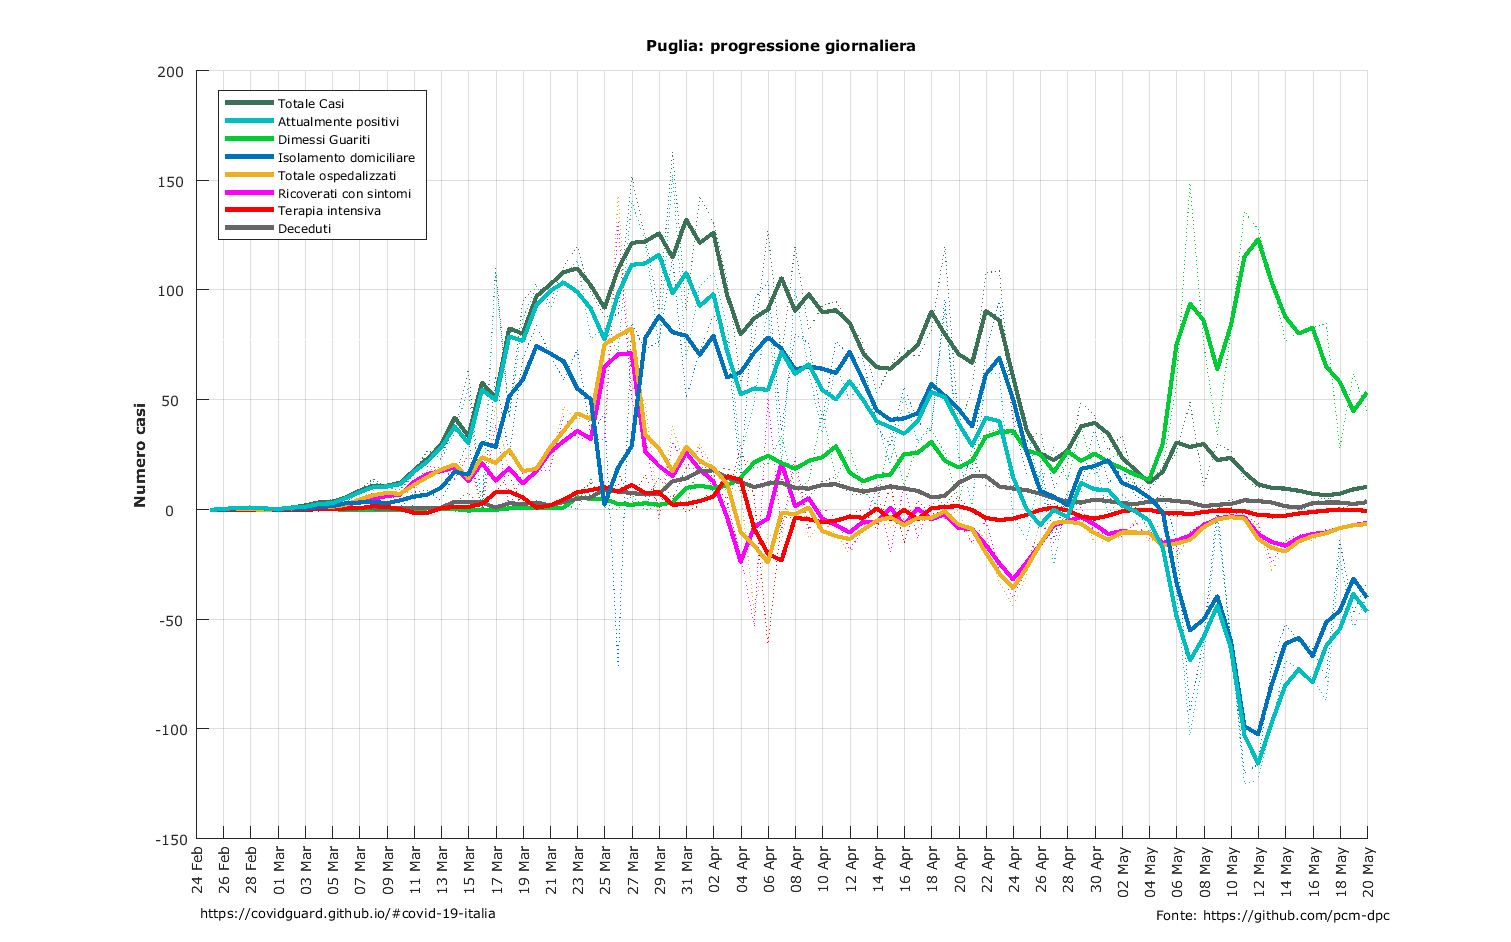 Puglia: progressione giornaliera
200
150
100
50
0
-50
-100
-150
Numero casi
Totale Casi
Attualmente positivi
Dimessi Guariti
Isolamento domiciliare
Totale ospedalizzati
Ricoverati con sintomi
Terapia intensiva
Deceduti
24 Feb
26 Feb
28 Feb
01 Mar
03 Mar
05 Mar
07 Mar
09 Mar
11 Mar
13 Mar
15 Mar
17 Mar
19 Mar
21 Mar
23 Mar
25 Mar
27 Mar
29 Mar
31 Mar
02 Apr
04 Apr
06 Apr
08 Apr
10 Apr
12 Apr
14 Apr
16 Apr
18 Apr
20 Apr
22 Apr
24 Apr
26 Apr
28 Apr
30 Apr
02 May
04 May
06 May
08 May
10 May
12 May
14 May
16 May
18 May
20 May
https://covidguard.github.io/#covid-19-italia
Fonte: https://github.com/pcm-dpc